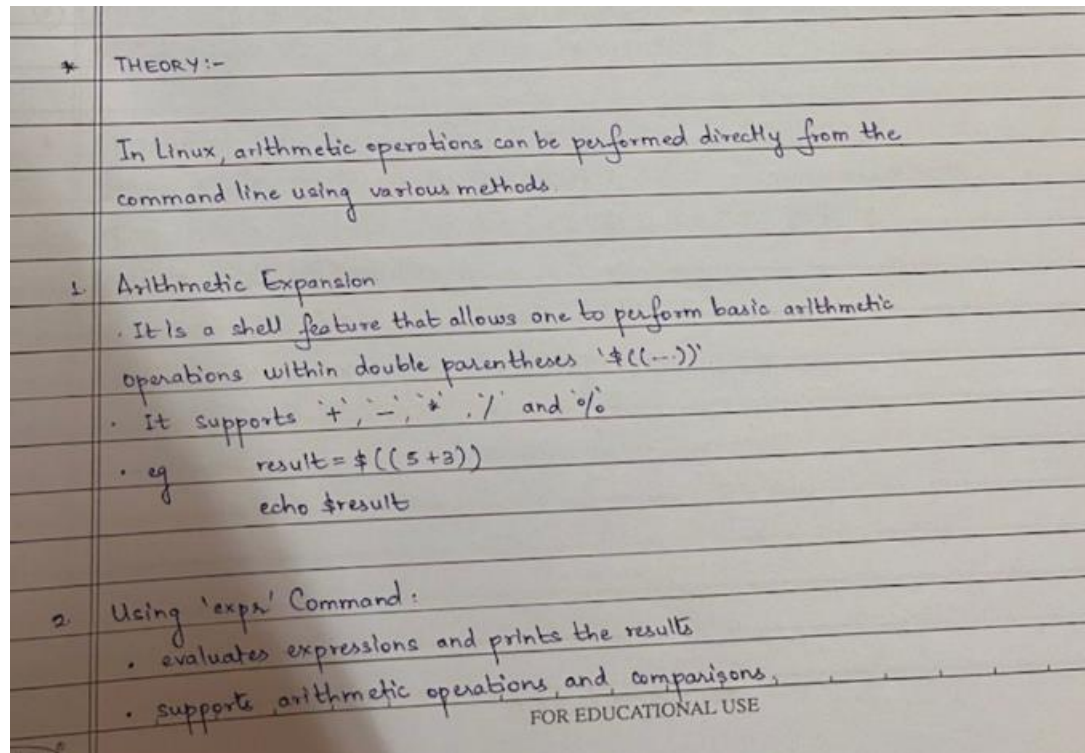 * THEORY:-
In Linux, arithmetic operations can be performed directly from the
command line using various methods.
1. Arithmetic Expansion
. It is a shell feature that allows one to perform basic arithmetic
operations within double parentheses '$((---))'
. It supports '+', '-', '*', '/' and '%'
. eg result = $((5+3))
echo $result
2. Using 'expr' Command:
. evaluates expressions and prints the results
. supports arithmetic operations and comparisons,
FOR EDUCATIONAL USE